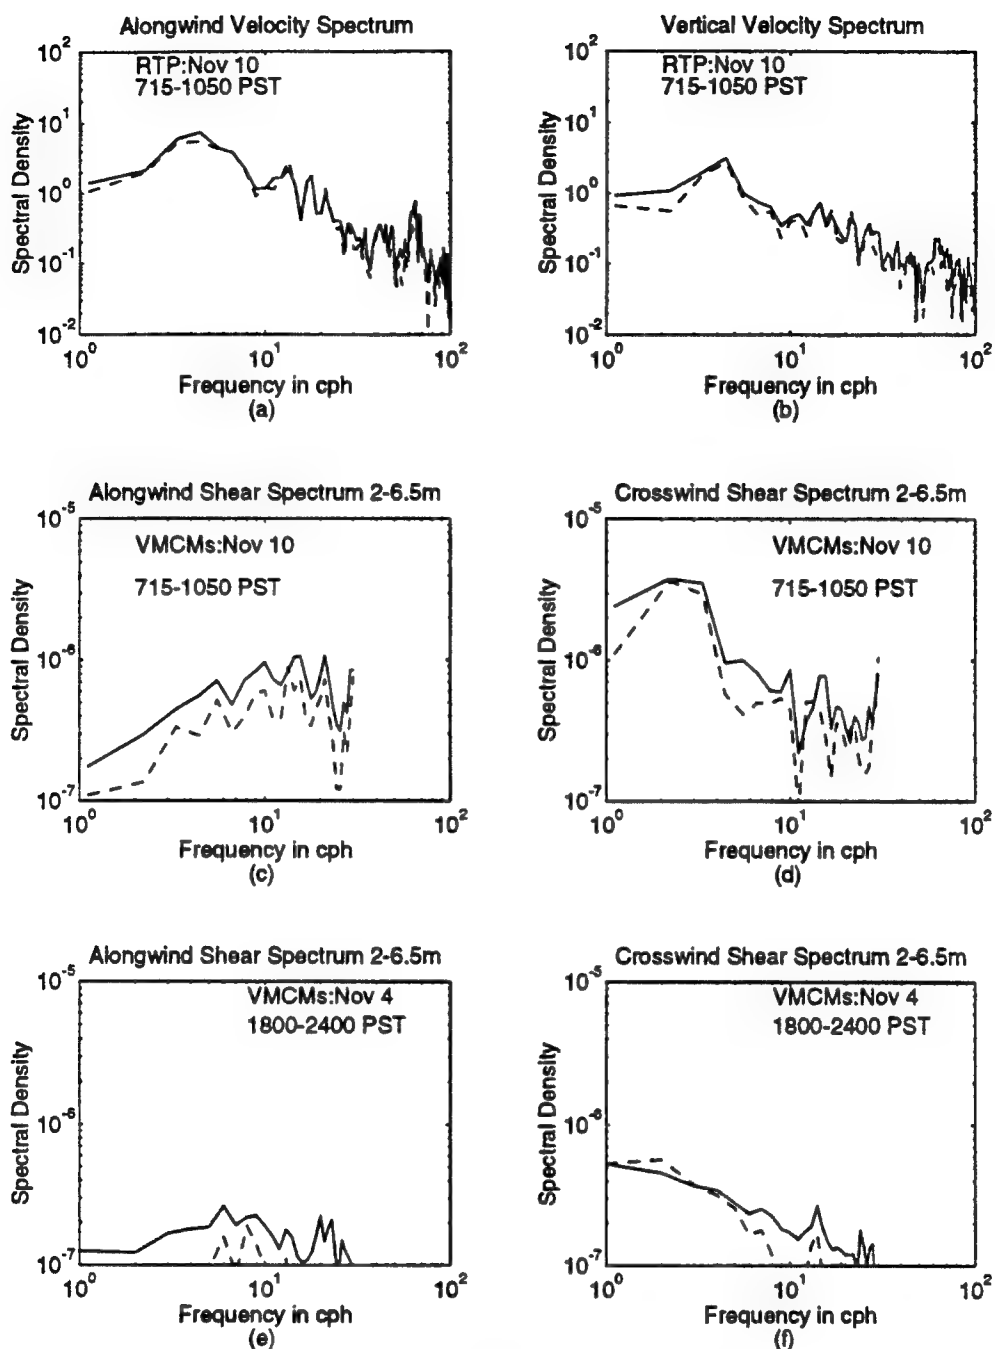 Alongwind Velocity Spectrum
10^2
10^1
10^0
10^-1
10^-2
Spectral Density
RTP:Nov 10
715-1050 PST
10^0
10^1
10^2
Frequency in cph
(a)
Vertical Velocity Spectrum
10^2
10^1
10^0
10^-1
10^-2
Spectral Density
RTP:Nov 10
715-1050 PST
10^0
10^1
10^2
Frequency in cph
(b)
Alongwind Shear Spectrum 2-6.5m
10^-5
10^-6
10^-7
Spectral Density
VMCMs:Nov 10
715-1050 PST
10^0
10^1
10^2
Frequency in cph
(c)
Crosswind Shear Spectrum 2-6.5m
10^-5
10^-6
10^-7
Spectral Density
VMCMs:Nov 10
715-1050 PST
10^0
10^1
10^2
Frequency in cph
(d)
Alongwind Shear Spectrum 2-6.5m
10^-5
10^-6
10^-7
Spectral Density
VMCMs:Nov 4
1800-2400 PST
10^0
10^1
10^2
Frequency in cph
(e)
Crosswind Shear Spectrum 2-6.5m
10^-5
10^-6
10^-7
Spectral Density
VMCMs:Nov 4
1800-2400 PST
10^0
10^1
10^2
Frequency in cph
(f)